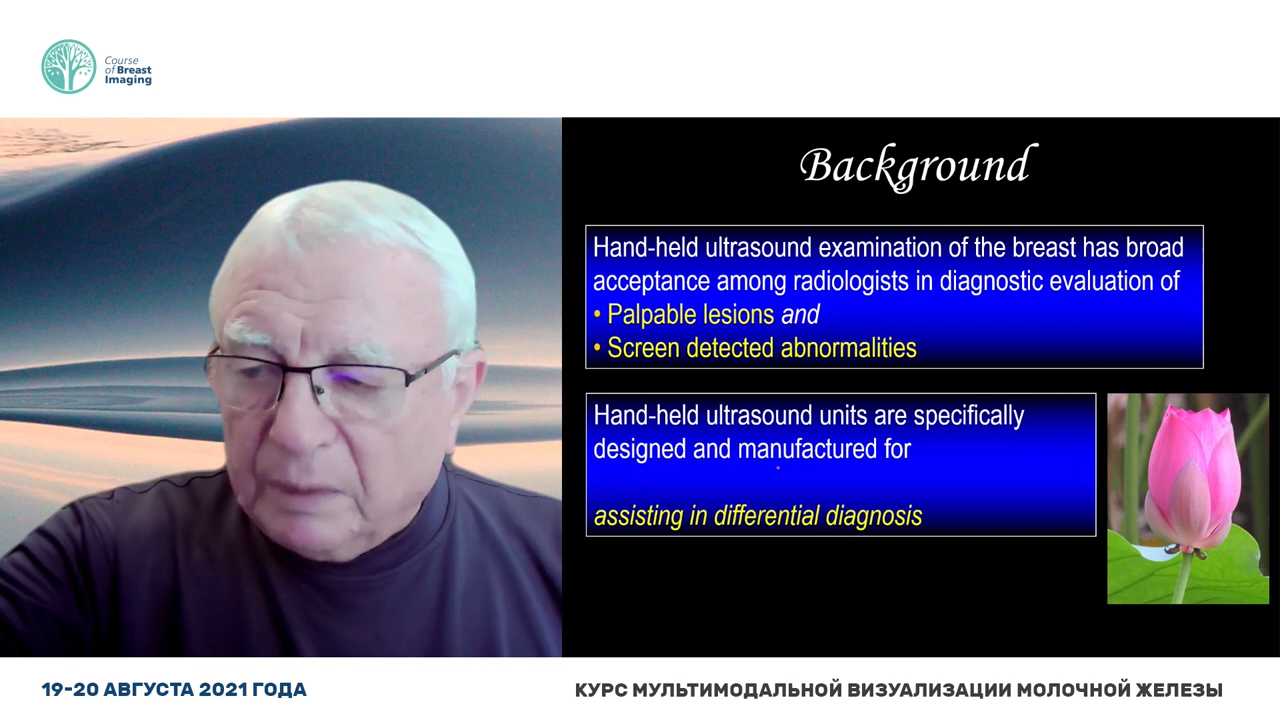 Course
of Breast
Imaging
Background
Hand-held ultrasound examination of the breast has broad
acceptance among radiologists in diagnostic evaluation of
• Palpable lesions and
• Screen detected abnormalities
Hand-held ultrasound units are specifically
designed and manufactured for
assisting in differential diagnosis
19-20 АВГУСТА 2021 ГОДА
КУРС МУЛЬТИМОДАЛЬНОЙ ВИЗУАЛИЗАЦИИ МОЛОЧНОЙ ЖЕЛЕЗЫ